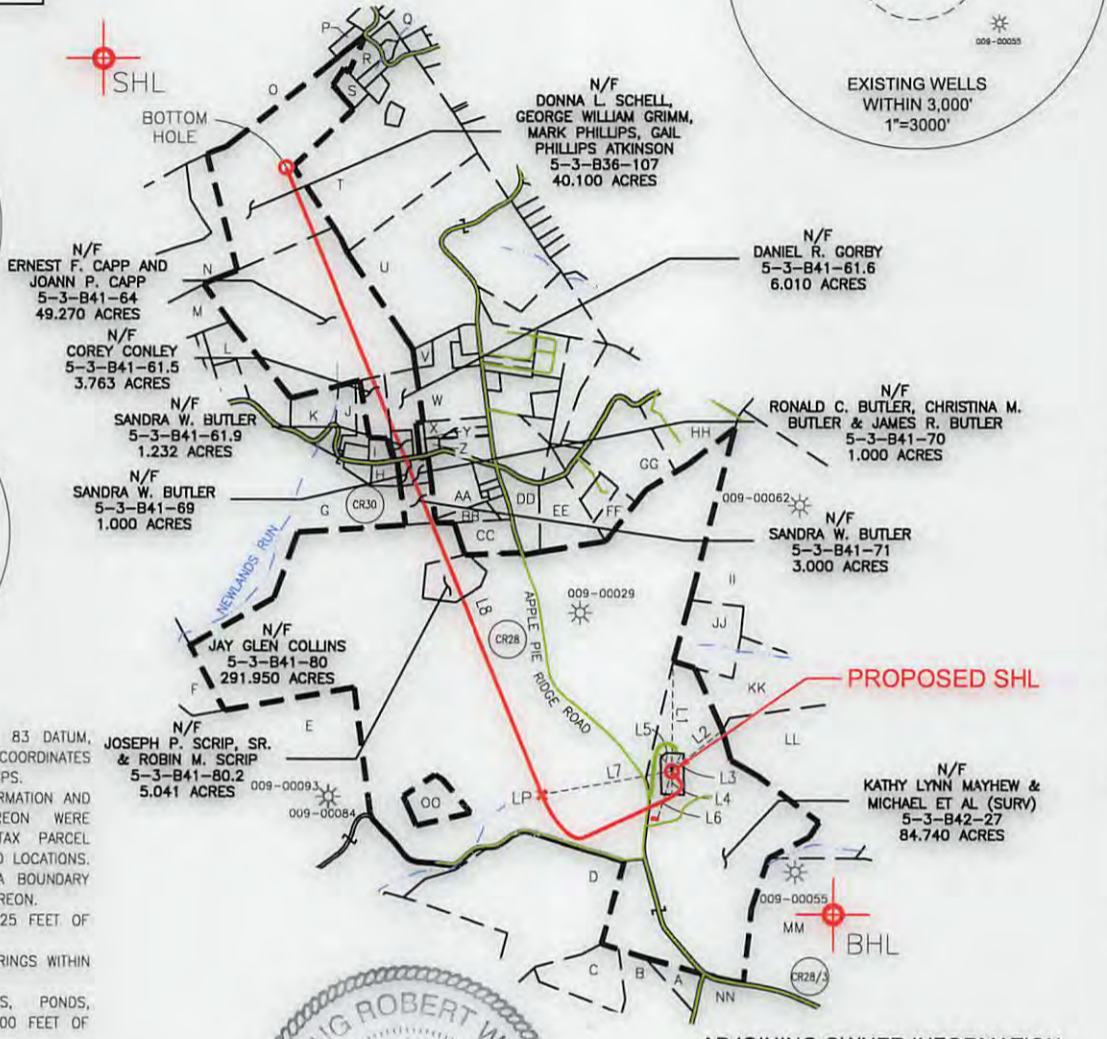 SHL
BOTTOM
HOLE
P
Q
R
S
O
T
N
U
M
L
V
K
J
W
X
Y
Z
I
H
G
AA
BB
CC
DD
EE
FF
GG
HH
II
JJ
KK
LL
MM
NN
OO
F
E
D
C
B
A
009-00055
EXISTING WELLS
WITHIN 3,000'
1"=3000'
N/F
DONNA L. SCHELL,
GEORGE WILLIAM GRIMM,
MARK PHILLIPS, GAIL
PHILLIPS ATKINSON
5-3-B36-107
40.100 ACRES
N/F
ERNEST F. CAPP AND
JOANN P. CAPP
5-3-B41-64
49.270 ACRES
N/F
DANIEL R. GORBY
5-3-B41-61.6
6.010 ACRES
N/F
COREY CONLEY
5-3-B41-61.5
3.763 ACRES
N/F
SANDRA W. BUTLER
5-3-B41-61.9
1.232 ACRES
N/F
RONALD C. BUTLER, CHRISTINA M.
BUTLER & JAMES R. BUTLER
5-3-B41-70
1.000 ACRES
N/F
SANDRA W. BUTLER
5-3-B41-69
1.000 ACRES
CR30
009-00062
N/F
SANDRA W. BUTLER
5-3-B41-71
3.000 ACRES
NEWLANDS RUN
009-00029
L8
CR28
APPLE PIE RIDGE ROAD
N/F
JAY GLEN COLLINS
5-3-B41-80
291.950 ACRES
PROPOSED SHL
L1
L2
L5
L7
L3
L4
L6
LP
N/F
JOSEPH P. SCRIP, SR.
& ROBIN M. SCRIP
5-3-B41-80.2
5.041 ACRES
009-00093
009-00084
N/F
KATHY LYNN MAYHEW &
MICHAEL ET AL (SURV)
5-3-B42-27
84.740 ACRES
009-00055
BHL
CR28/3
83 DATUM,
COORDINATES
PS.
RMATION AND
REON WERE
TAX PARCEL
D LOCATIONS.
A BOUNDARY
REON.
25 FEET OF
RINGS WITHIN
S, PONDS,
00 FEET OF
IG ROBERT W
ADJOINING OWNER INFORMATION